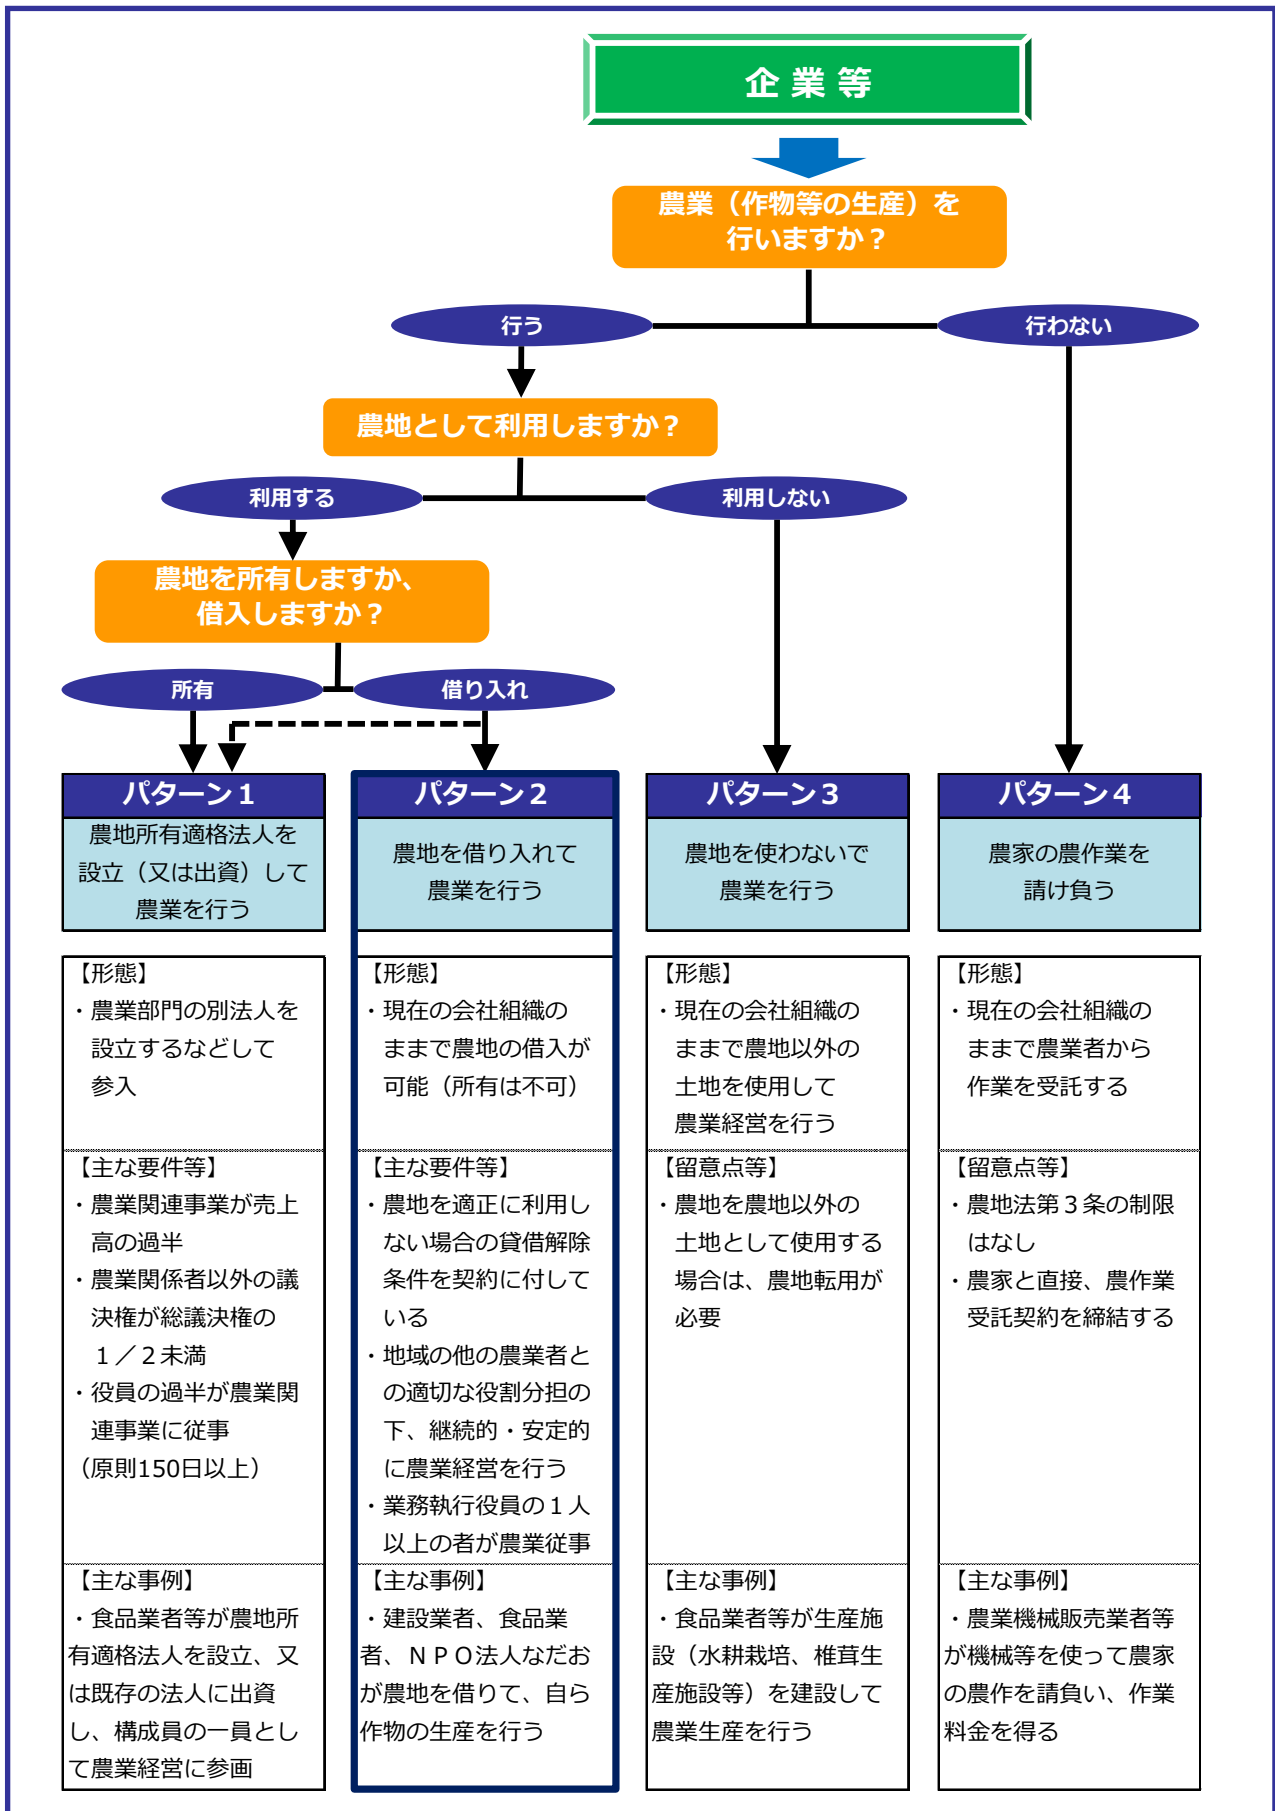 企業等
農業（作物等の生産）を
行いますか？
行う
行わない
農地として利用しますか？
利用する
利用しない
農地を所有しますか、
借入しますか？
所有
借り入れ
パターン１
農地所有適格法人を
設立（又は出資）して
農業を行う
【形態】
・農業部門の別法人を
設立するなどして
参入
【主な要件等】
・農業関連事業が売上
高の過半
・農業関係者以外の議
決権が総議決権の
１／２未満
・役員の過半が農業関
連事業に従事
（原則150日以上）
【主な事例】
・食品業者等が農地所
有適格法人を設立、又
は既存の法人に出資
し、構成員の一員とし
て農業経営に参画
パターン２
農地を借り入れて
農業を行う
【形態】
・現在の会社組織の
ままで農地の借入が
可能（所有は不可）
【主な要件等】
・農地を適正に利用し
ない場合の貸借解除
条件を契約に付して
いる
・地域の他の農業者と
の適切な役割分担の
下、継続的・安定的
に農業経営を行う
・業務執行役員の１人
以上の者が農業従事
【主な事例】
・建設業者、食品業
者、ＮＰＯ法人なだお
が農地を借りて、自ら
作物の生産を行う
パターン３
農地を使わないで
農業を行う
【形態】
・現在の会社組織の
ままで農地以外の
土地を使用して
農業経営を行う
【留意点等】
・農地を農地以外の
土地として使用する
場合は、農地転用が
必要
【主な事例】
・食品業者等が生産施
設（水耕栽培、椎茸生
産施設等）を建設して
農業生産を行う
パターン４
農家の農作業を
請け負う
【形態】
・現在の会社組織の
ままで農業者から
作業を受託する
【留意点等】
・農地法第３条の制限
はなし
・農家と直接、農作業
受託契約を締結する
【主な事例】
・農業機械販売業者等
が機械等を使って農家
の農作を請負い、作業
料金を得る